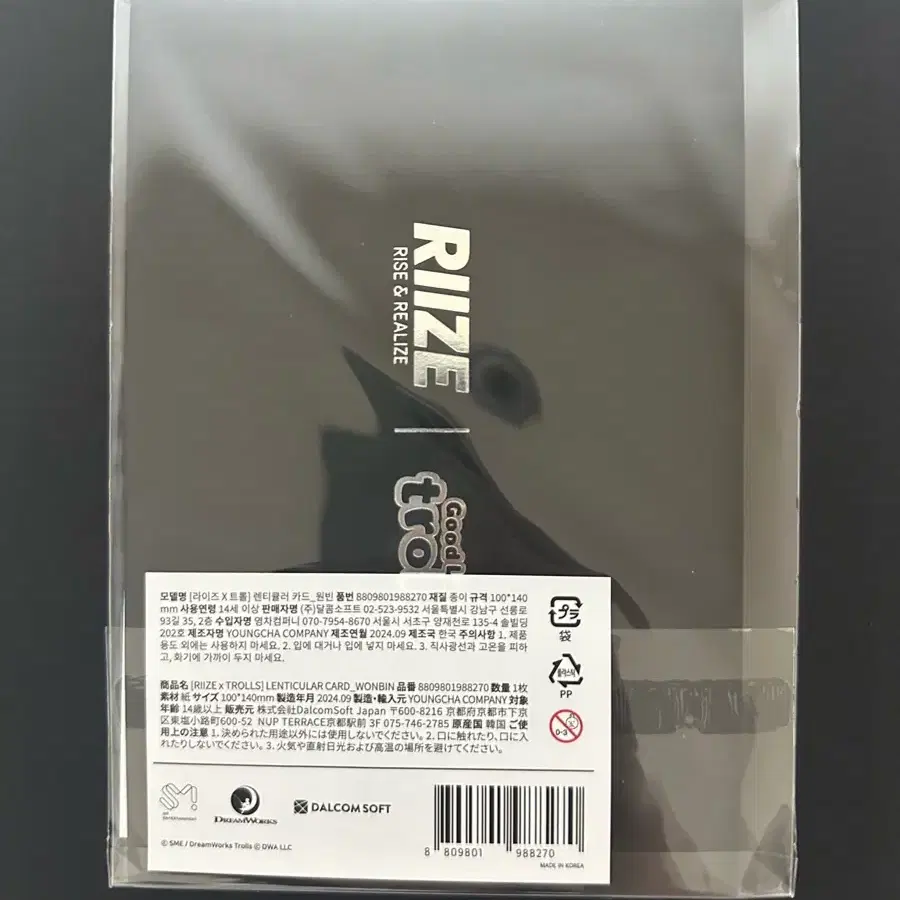 RIIZE
RISE & REALIZE
Good
tro
모델명 [라이즈 X 트롤] 렌티큘러 카드_원빈 품번 8809801988270 재질 종이 규격 100*140
mm 사용연령 14세 이상 판매자명 (주)달콤소프트 02-523-9532 서울특별시 강남구 선릉로
93길 35, 2층 수입자명 영차컴퍼니 070-7954-8670 서울시 서초구 양재천로 135-4 솔빌딩
202호 제조자명 YOUNGCHA COMPANY 제조연월 2024.09 제조국 한국 주의사항 1. 제품
용도 외에는 사용하지 마세요. 2. 입에 대거나 입에 넣지 마세요. 3. 직사광선과 고온을 피하
고, 화기에 가까이 두지 마세요.
商品名 [RIIZE x TROLLS] LENTICULAR CARD_WONBIN 品番 8809801988270 数量 1枚
素材 紙 サイズ 100*140mm 製造年月 2024.09 製造・輸入元 YOUNGCHA COMPANY 対象
年齢 14歳以上 販売元 株式会社DalcomSoft Japan 〒600-8216 京都府京都市下京
区東塩小路町600-52 NUP TERRACE京都駅前 3F 075-746-2785 原産国 韓国 ご使
用上の注意 1. 決められた用途以外には使用しないでください。2. 口に触れたり、口に入
れたりしないでください。3. 火気や直射日光および高温の場所を避けてください。
プラ
袋
플라스틱
PP
0-3
SM
ENTERTAINMENT
DREAMWORKS
DALCOMSOFT
© SME / DreamWorks Trolls © DWA LLC
8 809801 988270
MADE IN KOREA